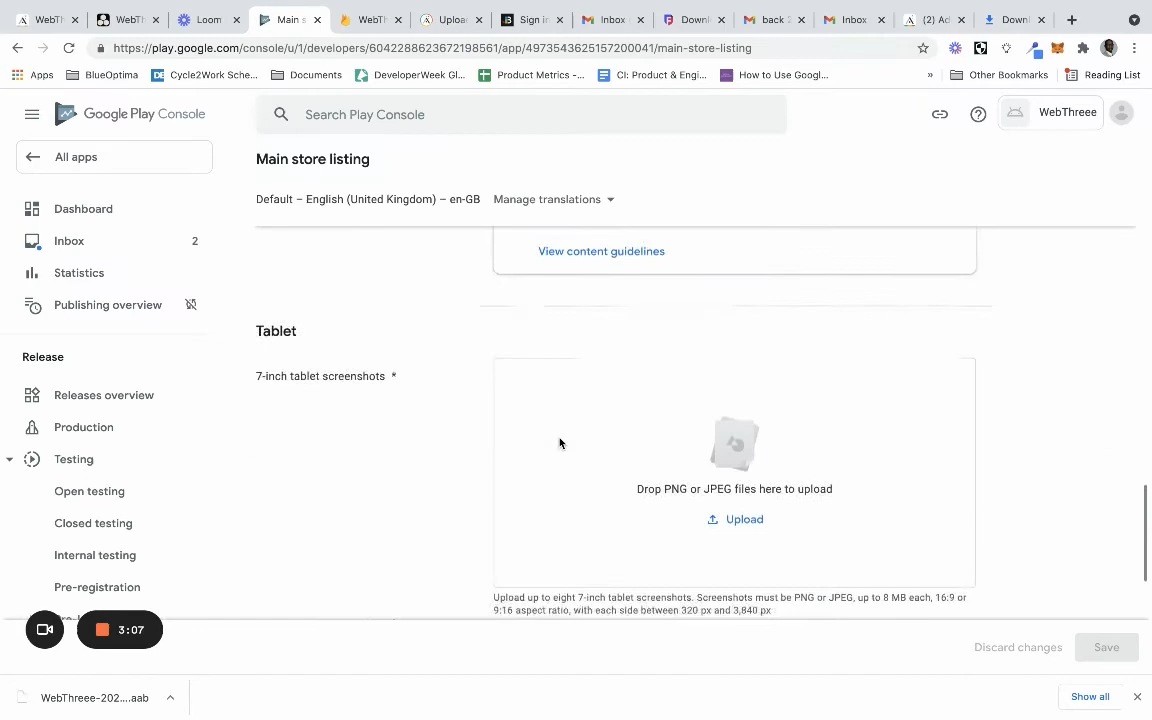 WebTh
WebTh
Loom
Main s
WebTh
Uploa
Sign i
Inbox
Downl
back 2
Inbox
(2) Ad
Downl
https://play.google.com/console/u/1/developers/6042288623672198561/app/4973543625157200041/main-store-listing
Apps
BlueOptima
Cycle2Work Sche...
Documents
DeveloperWeek Gl...
Product Metrics -...
CI: Product & Engi...
How to Use Googl...
»
Other Bookmarks
Reading List
Google Play Console
Search Play Console
WebThreee
All apps
Main store listing
Default – English (United Kingdom) – en-GB
Manage translations
Dashboard
Inbox
2
Statistics
Publishing overview
View content guidelines
Tablet
Release
7-inch tablet screenshots *
Releases overview
Production
Testing
Open testing
Closed testing
Internal testing
Pre-registration
Drop PNG or JPEG files here to upload
Upload
Upload up to eight 7-inch tablet screenshots. Screenshots must be PNG or JPEG, up to 8 MB each, 16:9 or
9:16 aspect ratio, with each side between 320 px and 3,840 px
3:07
Discard changes
Save
WebThreee-202....aab
Show all